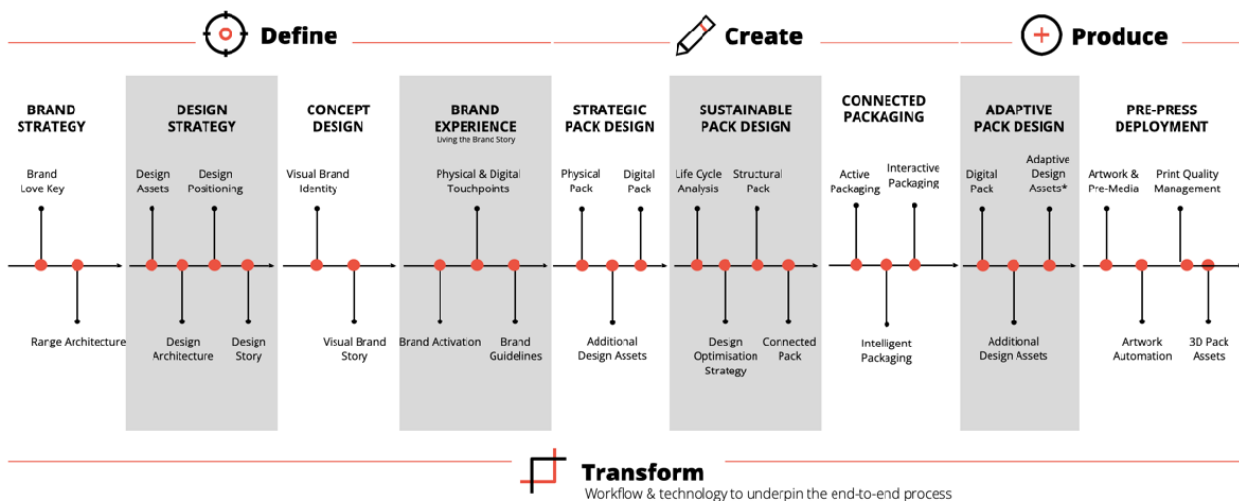 Define
Create
Produce
BRAND
STRATEGY
DESIGN
STRATEGY
CONCEPT
DESIGN
BRAND
EXPERIENCE
Living the Brand Story
STRATEGIC
PACK DESIGN
SUSTAINABLE
PACK DESIGN
CONNECTED
PACKAGING
ADAPTIVE
PACK DESIGN
PRE-PRESS
DEPLOYMENT
Brand
Love Key
Design
Assets
Design
Positioning
Visual Brand
Identity
Physical & Digital
Touchpoints
Physical
Pack
Digital
Pack
Life Cycle
Analysis
Structural
Pack
Active
Packaging
Interactive
Packaging
Digital
Pack
Adaptive
Design
Assets*
Artwork &
Pre-Media
Print Quality
Management
Range Architecture
Design
Architecture
Design
Story
Visual Brand
Story
Brand Activation
Brand
Guidelines
Additional
Design Assets
Design
Optimisation
Strategy
Connected
Pack
Intelligent
Packaging
Additional
Design Assets
Artwork
Automation
3D Pack
Assets
Transform
Workflow & technology to underpin the end-to-end process